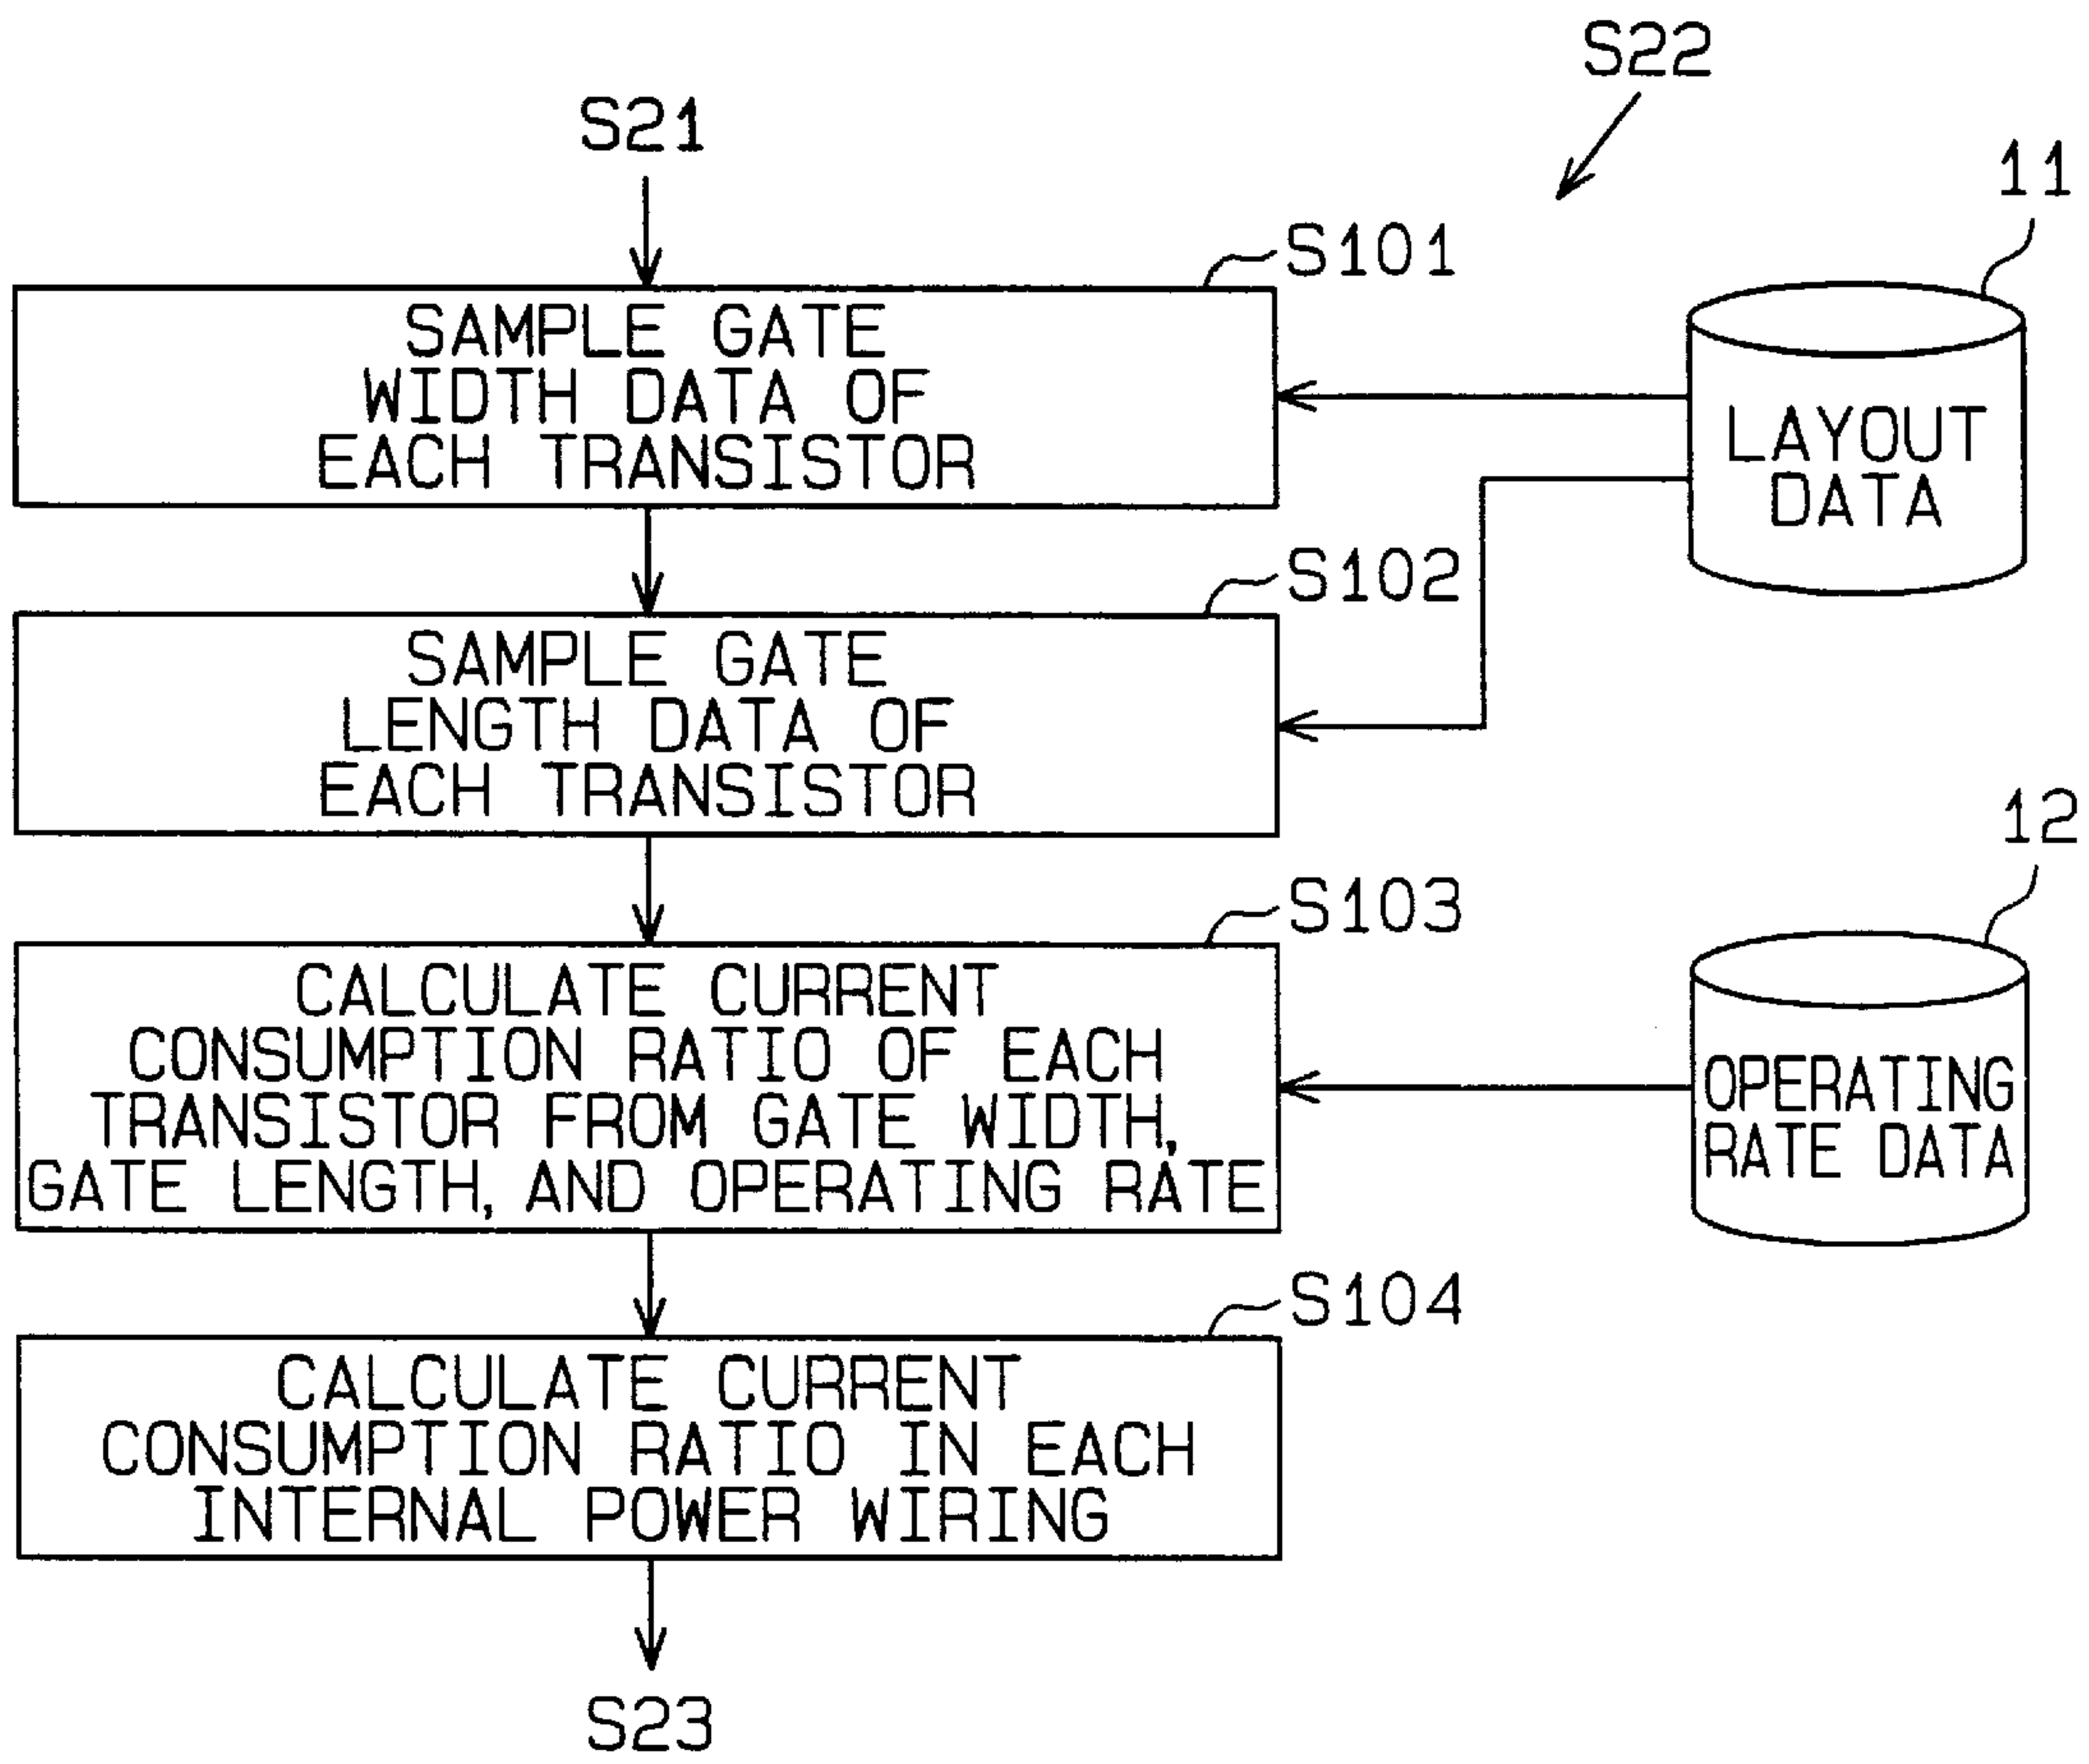 S22
S21
11
S101
SAMPLE GATE
WIDTH DATA OF
EACH TRANSISTOR
LAYOUT
DATA
S102
SAMPLE GATE
LENGTH DATA OF
EACH TRANSISTOR
12
S103
CALCULATE CURRENT
CONSUMPTION RATIO OF EACH
TRANSISTOR FROM GATE WIDTH,
GATE LENGTH, AND OPERATING RATE
OPERATING
RATE DATA
S104
CALCULATE CURRENT
CONSUMPTION RATIO IN EACH
INTERNAL POWER WIRING
S23